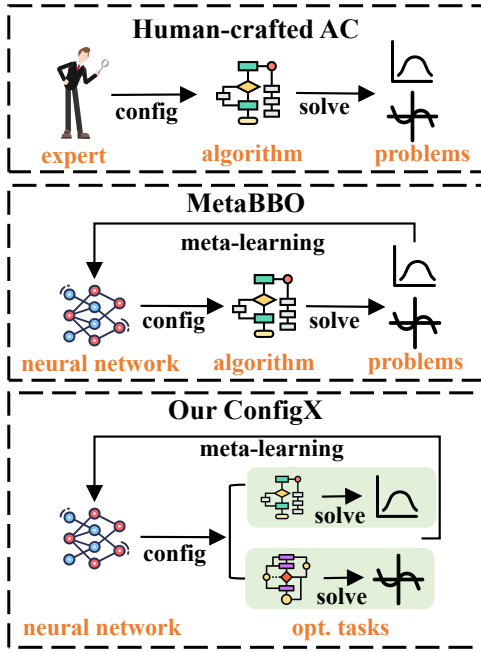 Human-crafted AC
config
solve
expert
algorithm
problems
MetaBBO
meta-learning
config
solve
neural network
algorithm
problems
Our ConfigX
meta-learning
solve
config
solve
neural network
opt. tasks